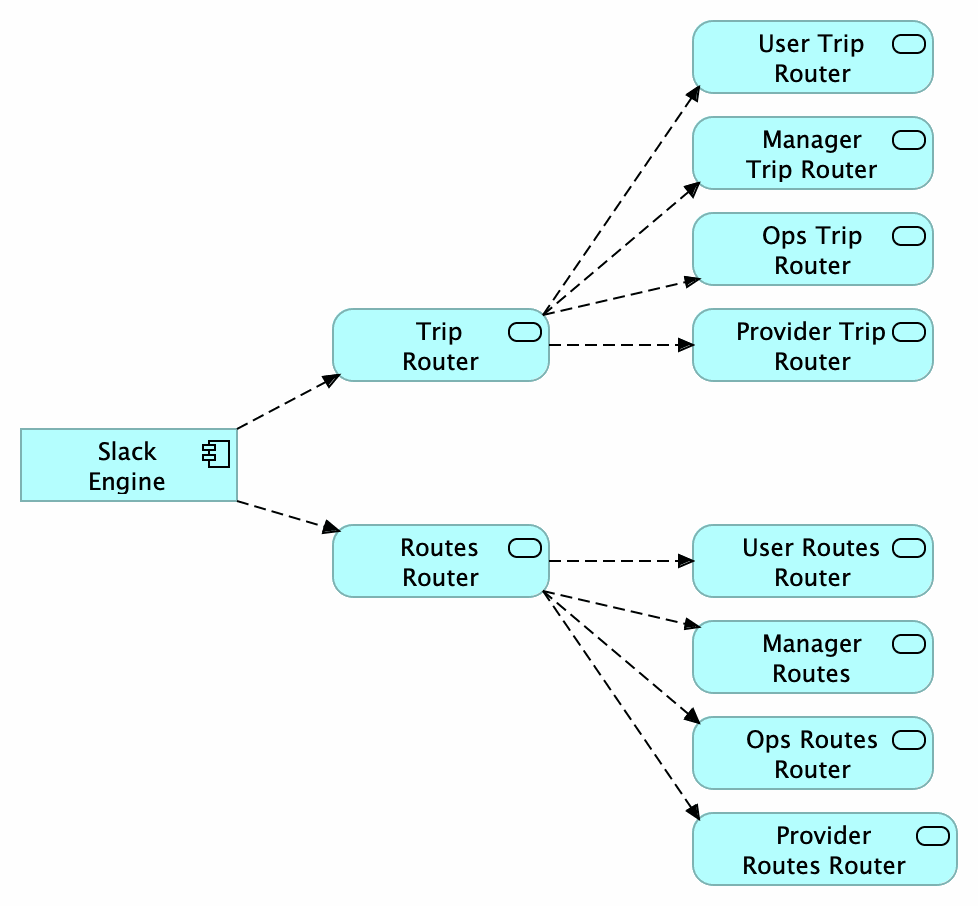 User Trip
Router
Manager
Trip Router
Ops Trip
Router
Trip
Router
Provider Trip
Router
Slack
Engine
Routes
Router
User Routes
Router
Manager
Routes
Ops Routes
Router
Provider
Routes Router